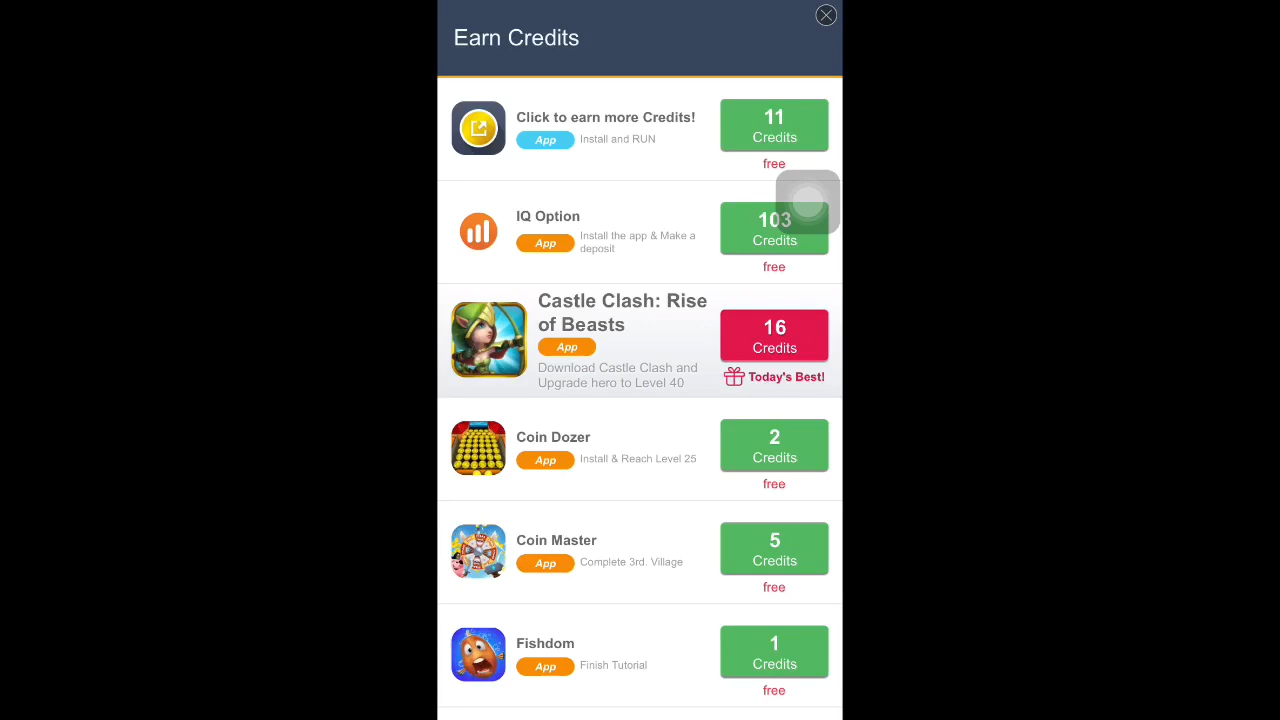 Earn Credits
Click to earn more Credits!
App Install and RUN
11
Credits
free
IQ Option
App Install the app & Make a
deposit
103
Credits
free
Castle Clash: Rise
of Beasts
App
Download Castle Clash and
Upgrade hero to Level 40
16
Credits
Today's Best!
Coin Dozer
App Install & Reach Level 25
2
Credits
free
Coin Master
App Complete 3rd. Village
5
Credits
free
Fishdom
App Finish Tutorial
1
Credits
free